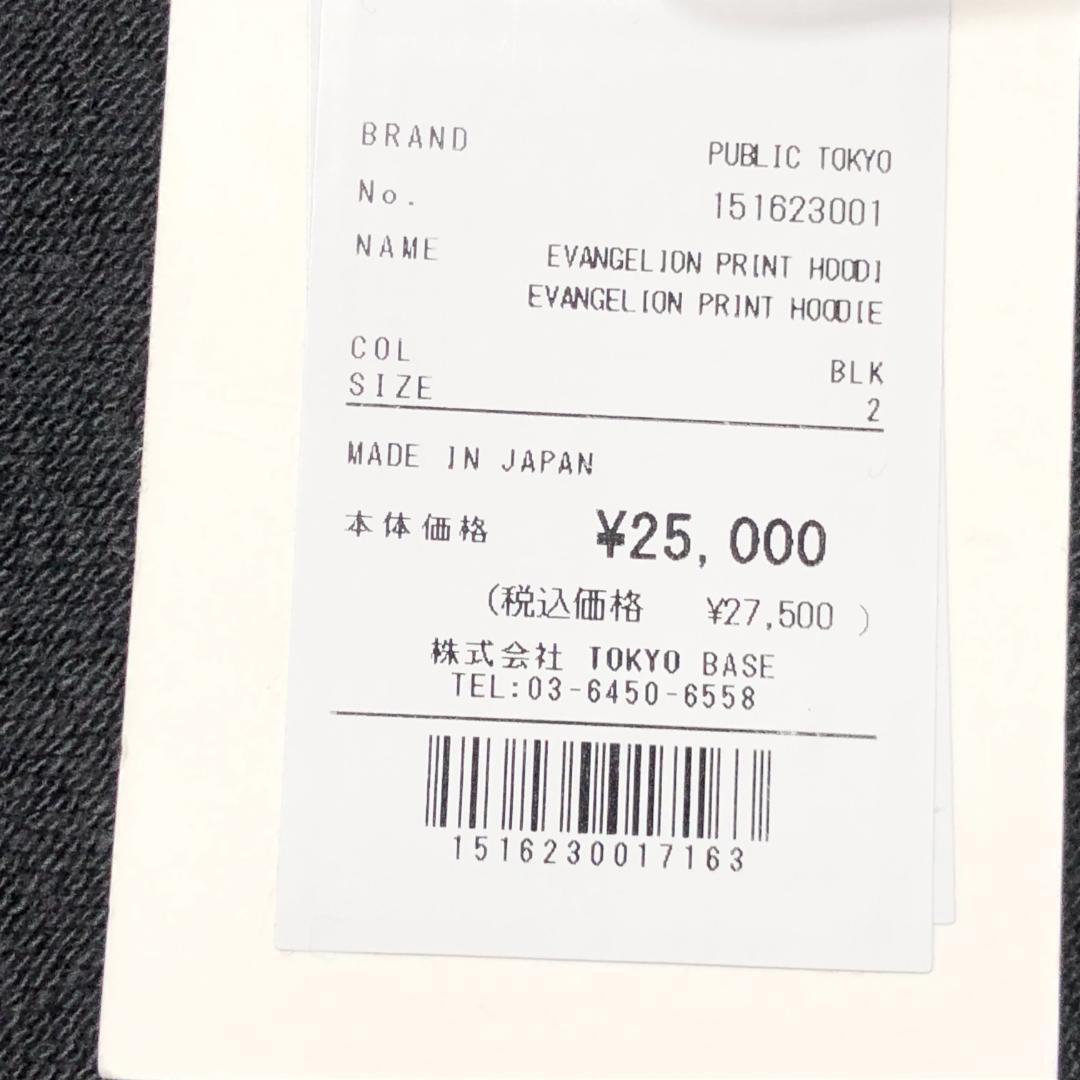 BRAND PUBLIC TOKYO
No. 151623001
NAME EVANGELION PRINT HOODI
EVANGELION PRINT HOODIE
COL BLK
SIZE 2
MADE IN JAPAN
本体価格 ¥25,000
(税込価格 ¥27,500 )
株式会社 TOKYO BASE
TEL:03-6450-6558
1516230017163